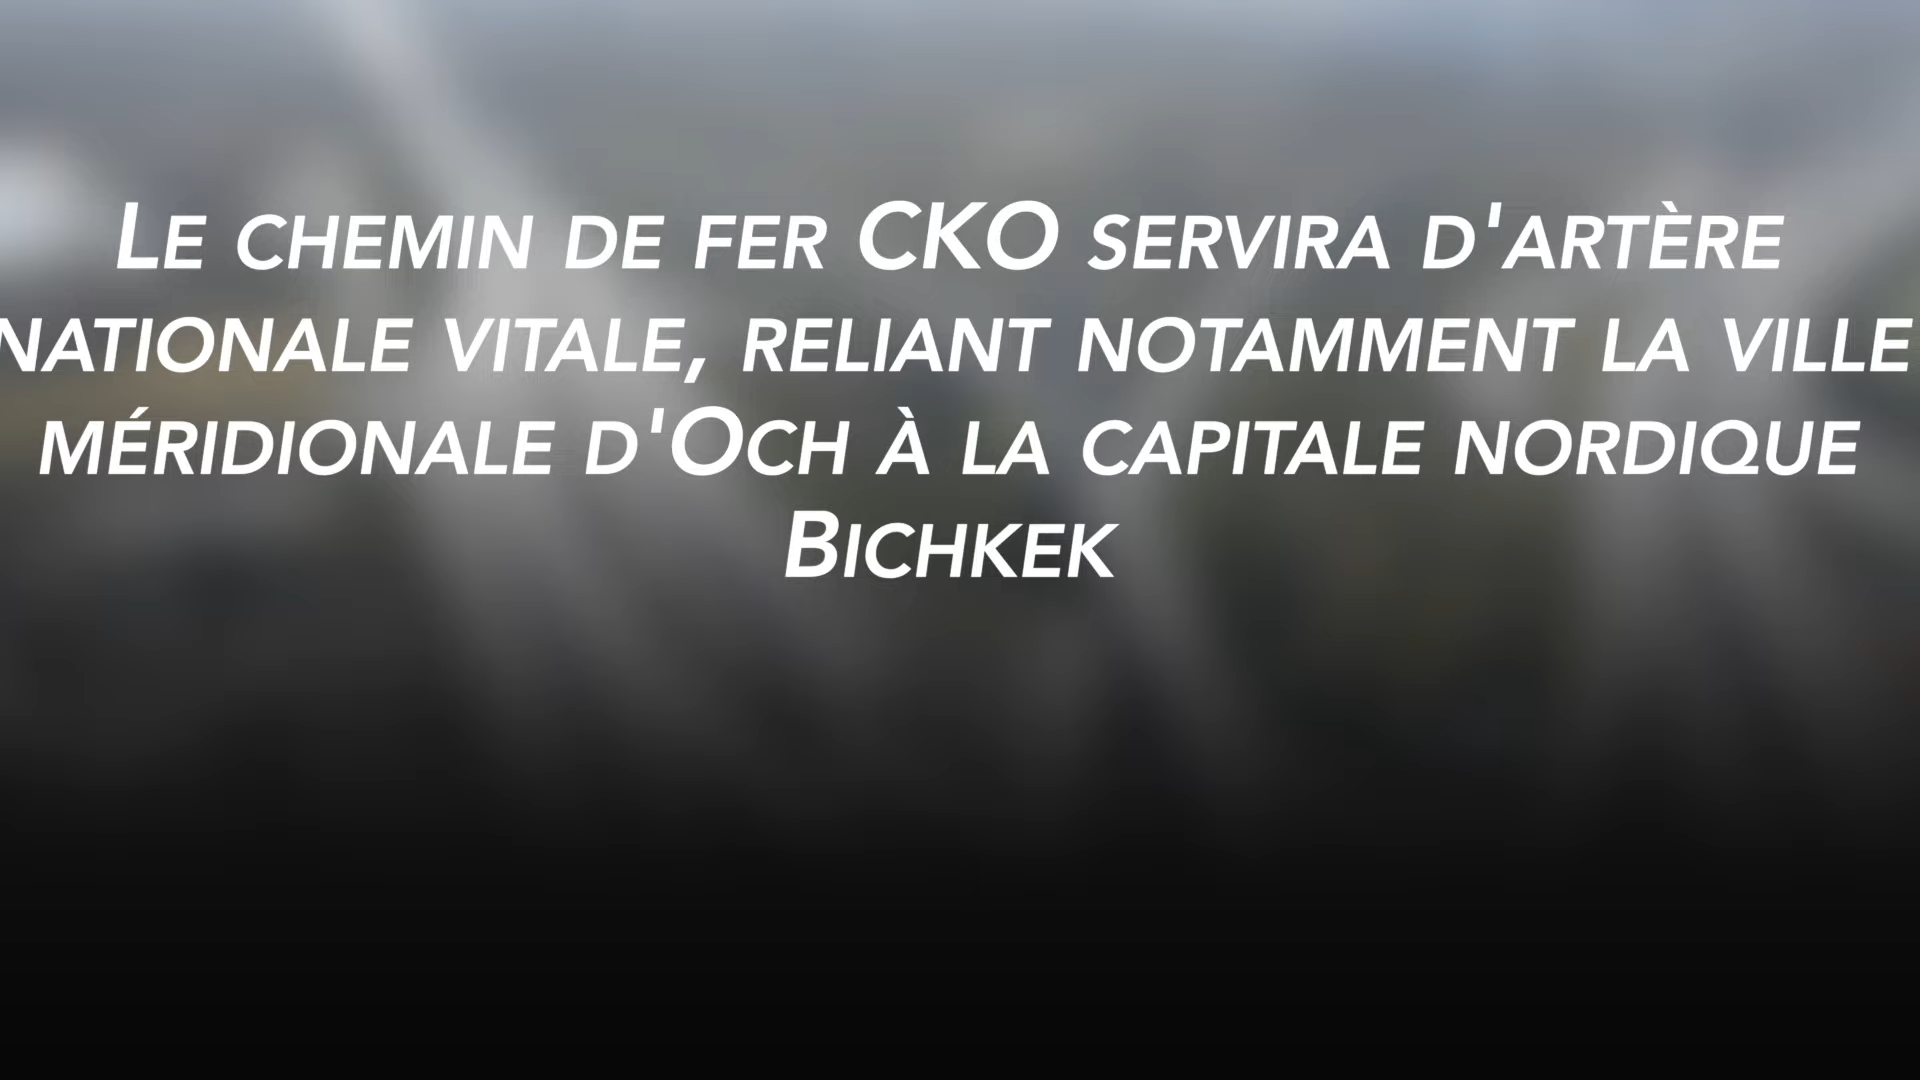 Le chemin de fer CKO servira d'artère
nationale vitale, reliant notamment la ville
méridionale d'Och à la capitale nordique
Bichkek